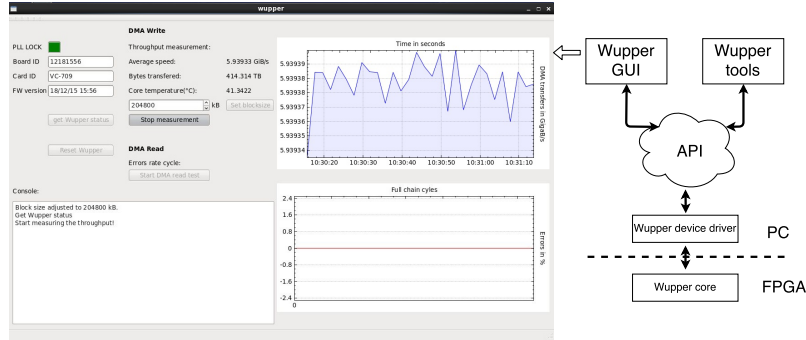 wupper
DMA Write
PLL LOCK
Throughput measurement:
Board ID 12181556
Average speed: 5.93933 GiB/s
Card ID VC-709
Bytes transfered: 414.314 TB
FW version 18/12/15 15:56
Core temperature(°C): 41.3422
204800 kB Set blocksize
get Wupper status
Stop measurement
Reset Wupper
DMA Read
Errors rate cycle:
Start DMA read test
Console:
Block size adjusted to 204800 kB.
Get Wupper status
Start measuring the throughput!
Time in seconds
5.93939
5.93938
5.93937
5.93936
5.93935
5.93934
10:30:20 10:30:30 10:30:40 10:30:50 10:31:00 10:31:10
DMA transfers in GigaB/s
Full chain cyles
2.4
1.6
0.8
0
-0.8
-1.6
-2.4
0
Errors in %
Wupper
GUI
Wupper
tools
API
Wupper device driver
PC
Wupper core
FPGA